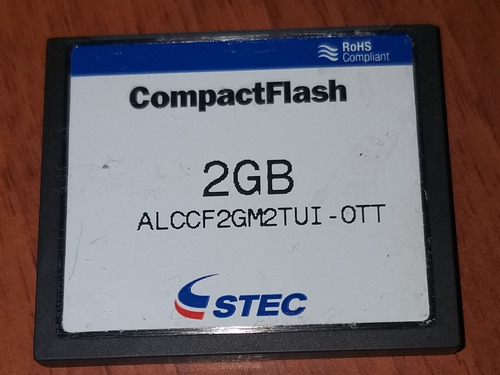 RoHS
Compliant
CompactFlash
2GB
ALCCF2GM2TUI-OTT
STEC